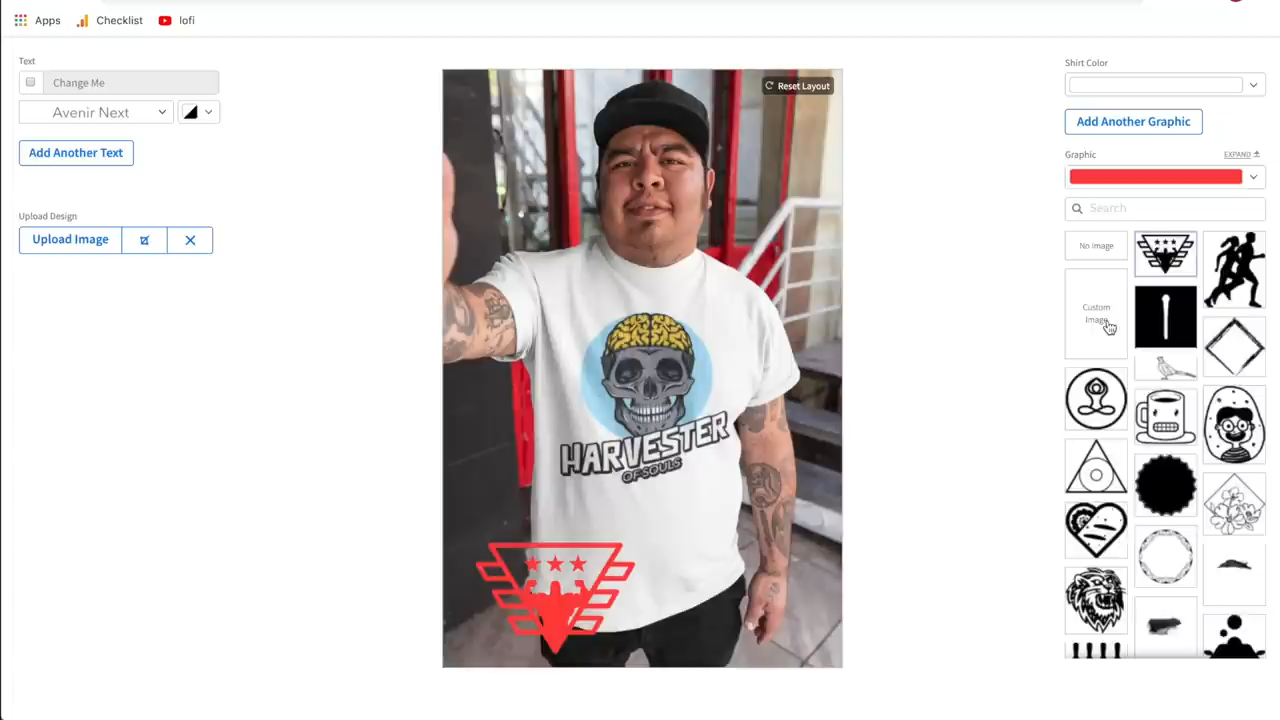 Apps
Checklist
lofi
Text
Change Me
Avenir Next
Add Another Text
Upload Design
Upload Image
Reset Layout
HARVESTER
OF SOULS
Shirt Color
Add Another Graphic
Graphic
EXPAND
Search
No Image
Custom
Image